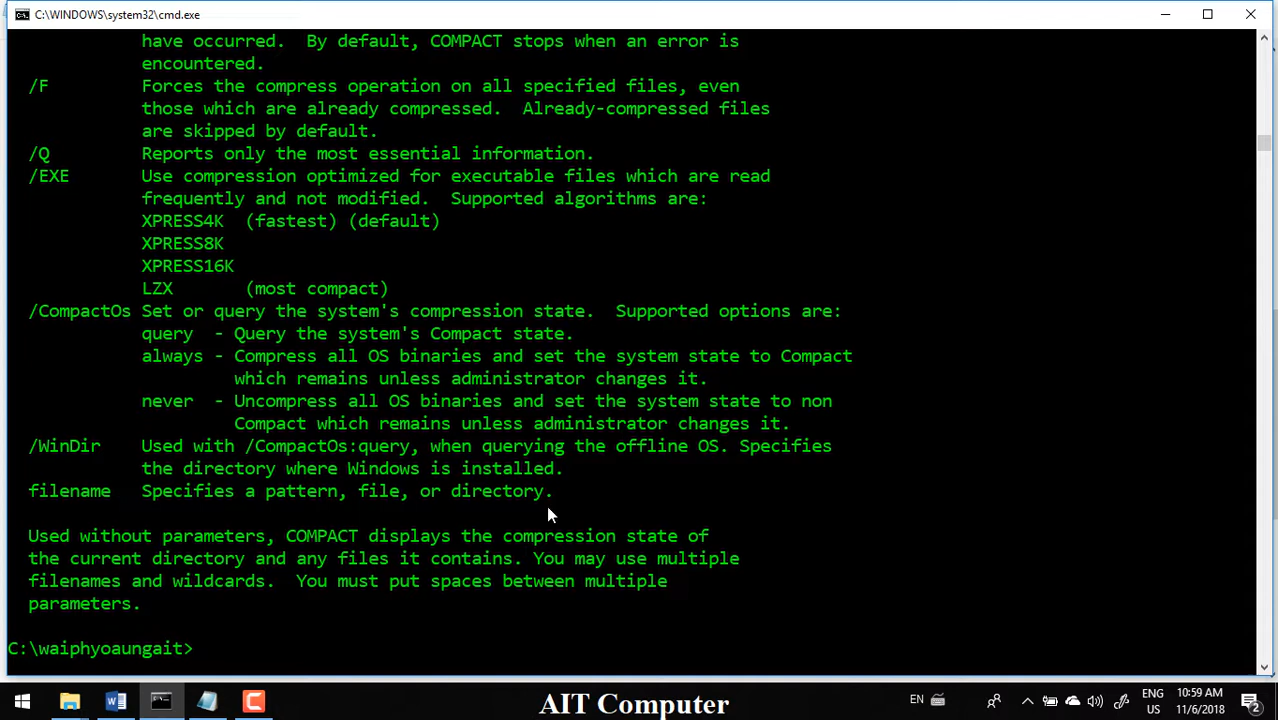 C:\WINDOWS\system32\cmd.exe
have occurred.  By default, COMPACT stops when an error is
encountered.
/F Forces the compress operation on all specified files, even
those which are already compressed.  Already-compressed files
are skipped by default.
/Q Reports only the most essential information.
/EXE Use compression optimized for executable files which are read
frequently and not modified.  Supported algorithms are:
XPRESS4K  (fastest) (default)
XPRESS8K
XPRESS16K
LZX       (most compact)
/CompactOs Set or query the system's compression state.  Supported options are:
query  - Query the system's Compact state.
always - Compress all OS binaries and set the system state to Compact
which remains unless administrator changes it.
never  - Uncompress all OS binaries and set the system state to non
Compact which remains unless administrator changes it.
/WinDir Used with /CompactOs:query, when querying the offline OS. Specifies
the directory where Windows is installed.
filename Specifies a pattern, file, or directory.
Used without parameters, COMPACT displays the compression state of
the current directory and any files it contains. You may use multiple
filenames and wildcards.  You must put spaces between multiple
parameters.
C:\waiphyoaungait>
AIT Computer
EN
ENG
US
10:59 AM
11/6/2018
2